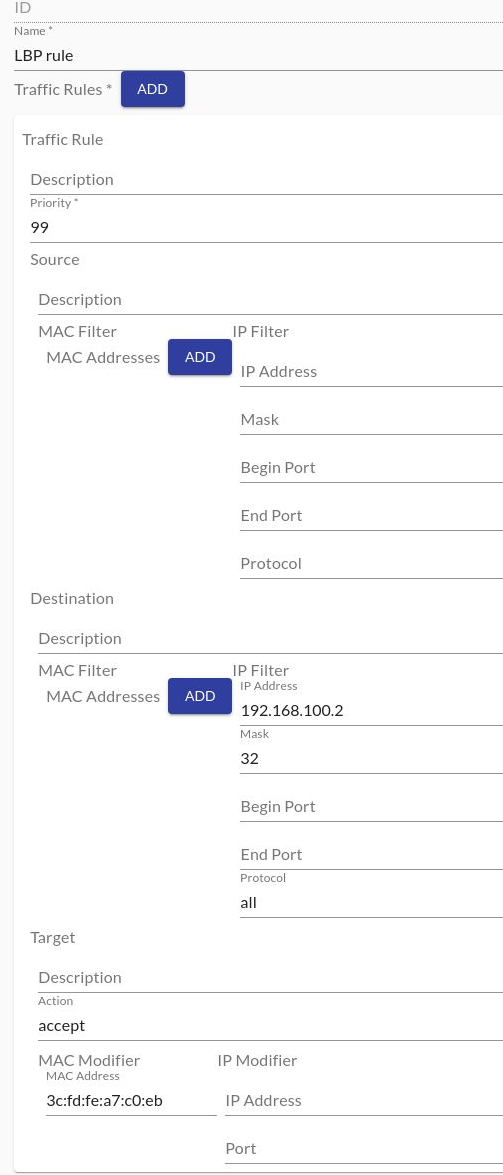 ID
Name *
LBP rule
Traffic Rules * ADD
Traffic Rule
Description
Priority *
99
Source
Description
MAC Filter IP Filter
MAC Addresses ADD
IP Address
Mask
Begin Port
End Port
Protocol
Destination
Description
MAC Filter IP Filter
MAC Addresses ADD
IP Address
192.168.100.2
Mask
32
Begin Port
End Port
Protocol
all
Target
Description
Action
accept
MAC Modifier IP Modifier
MAC Address
3c:fd:fe:a7:c0:eb IP Address
Port